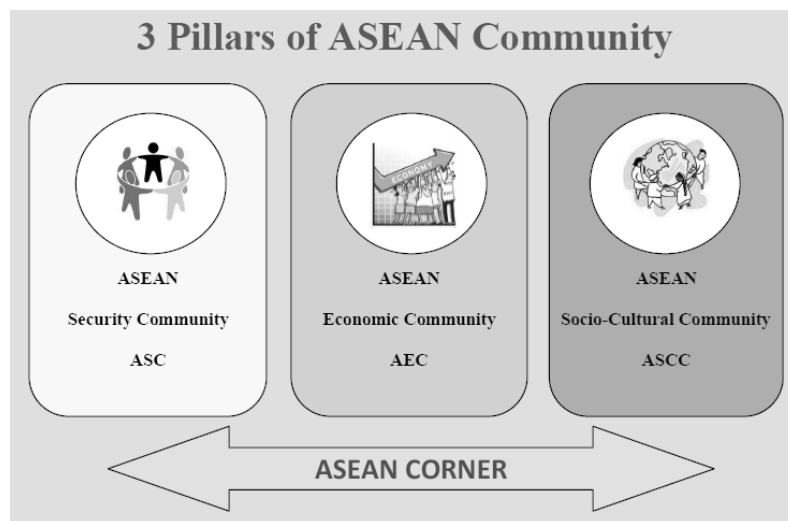 3 Pillars of ASEAN Community
ECONOMY
ASEAN
Security Community
ASC
ASEAN
Economic Community
AEC
ASEAN
Socio-Cultural Community
ASCC
ASEAN CORNER